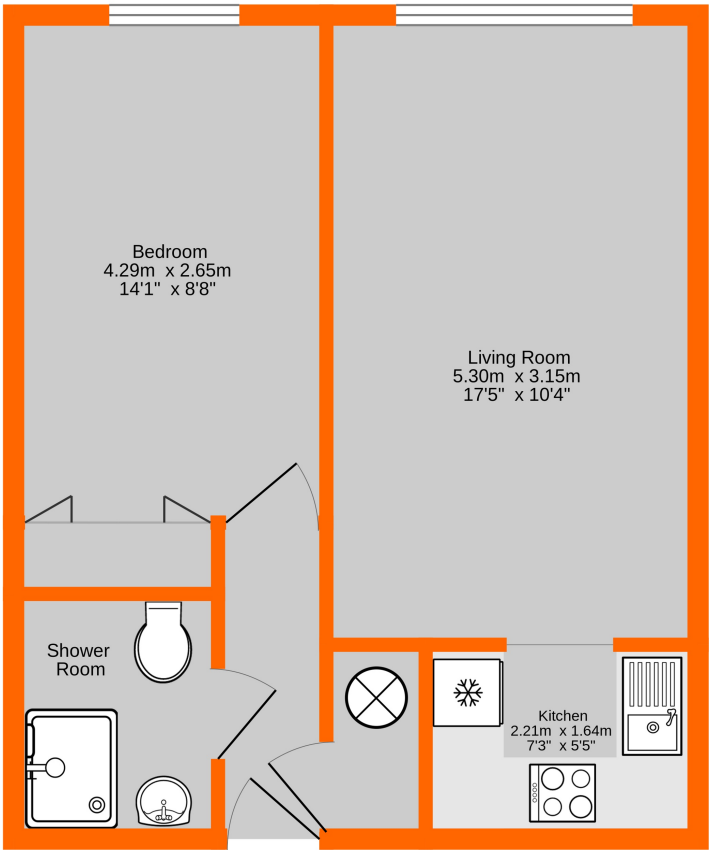 Bedroom
4.29m x 2.65m
14'1" x 8'8"
Living Room
5.30m x 3.15m
17'5" x 10'4"
Shower
Room
Kitchen
2.21m x 1.64m
7'3" x 5'5"